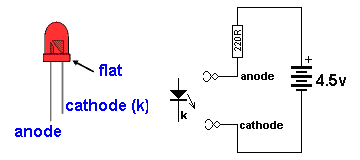 flat
cathode (k)
anode
220R
anode
k
cathode
+
4.5v